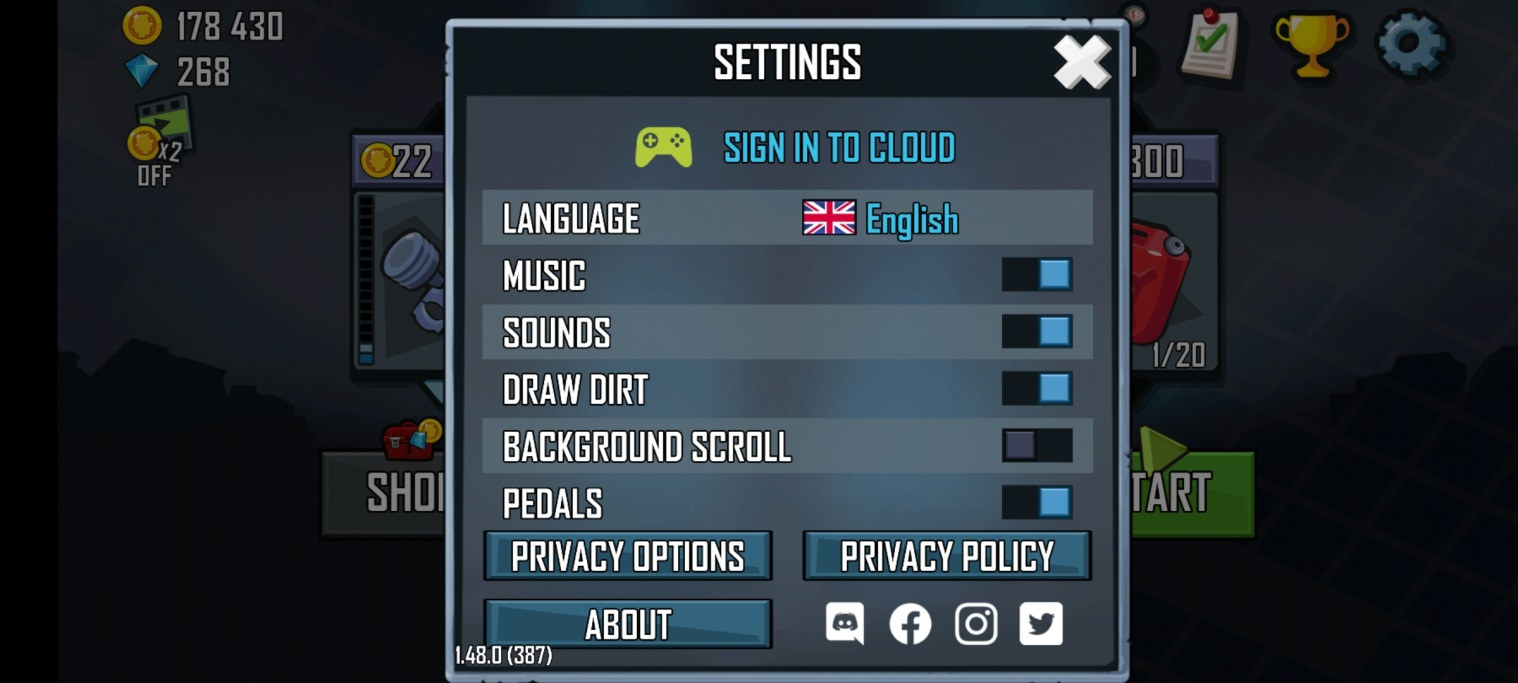 178 430
268
x2
OFF
SETTINGS
SIGN IN TO CLOUD
LANGUAGE
English
MUSIC
SOUNDS
DRAW DIRT
BACKGROUND SCROLL
PEDALS
PRIVACY OPTIONS
PRIVACY POLICY
ABOUT
1.48.0 (387)
22
300
1/20
SHO
TART